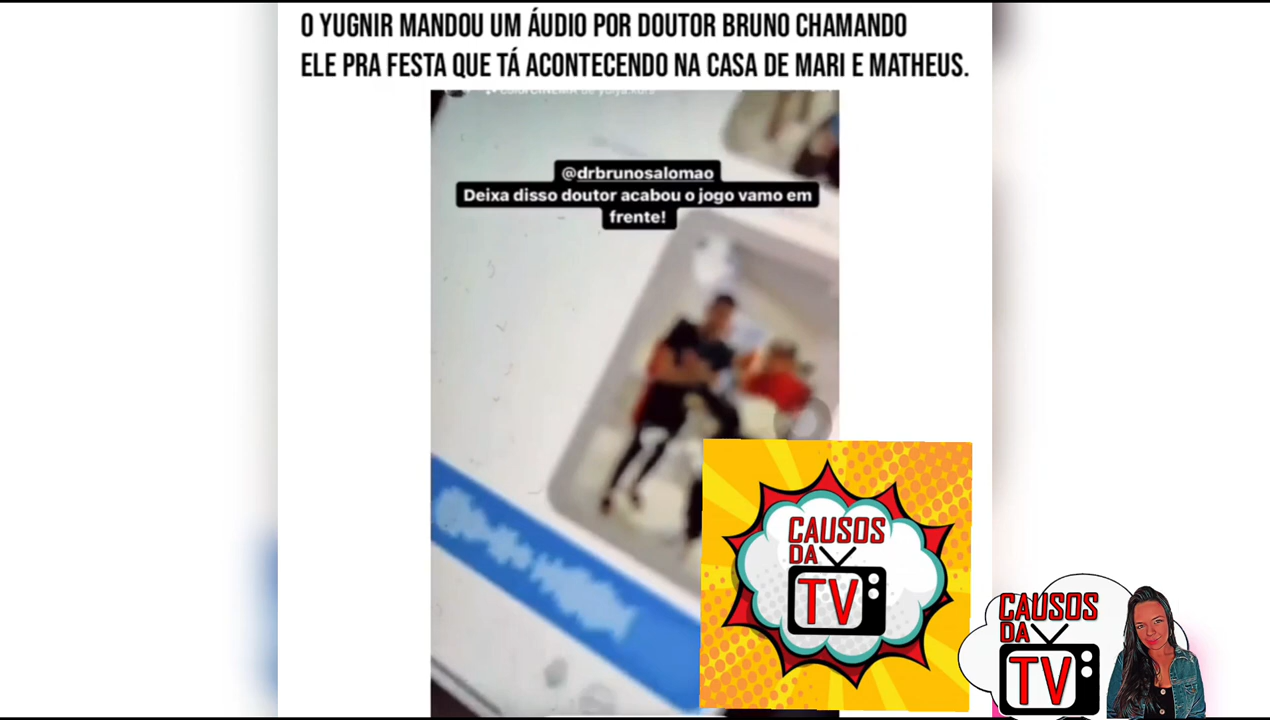 O YUGNIR MANDOU UM ÁUDIO POR DOUTOR BRUNO CHAMANDO
ELE PRA FESTA QUE TÁ ACONTECENDO NA CASA DE MARI E MATHEUS.
@drbrunosalomao
Deixa disso doutor acabou o jogo vamo em
frente!
CAUSOS
DA
TV
CAUSOS
DA
TV